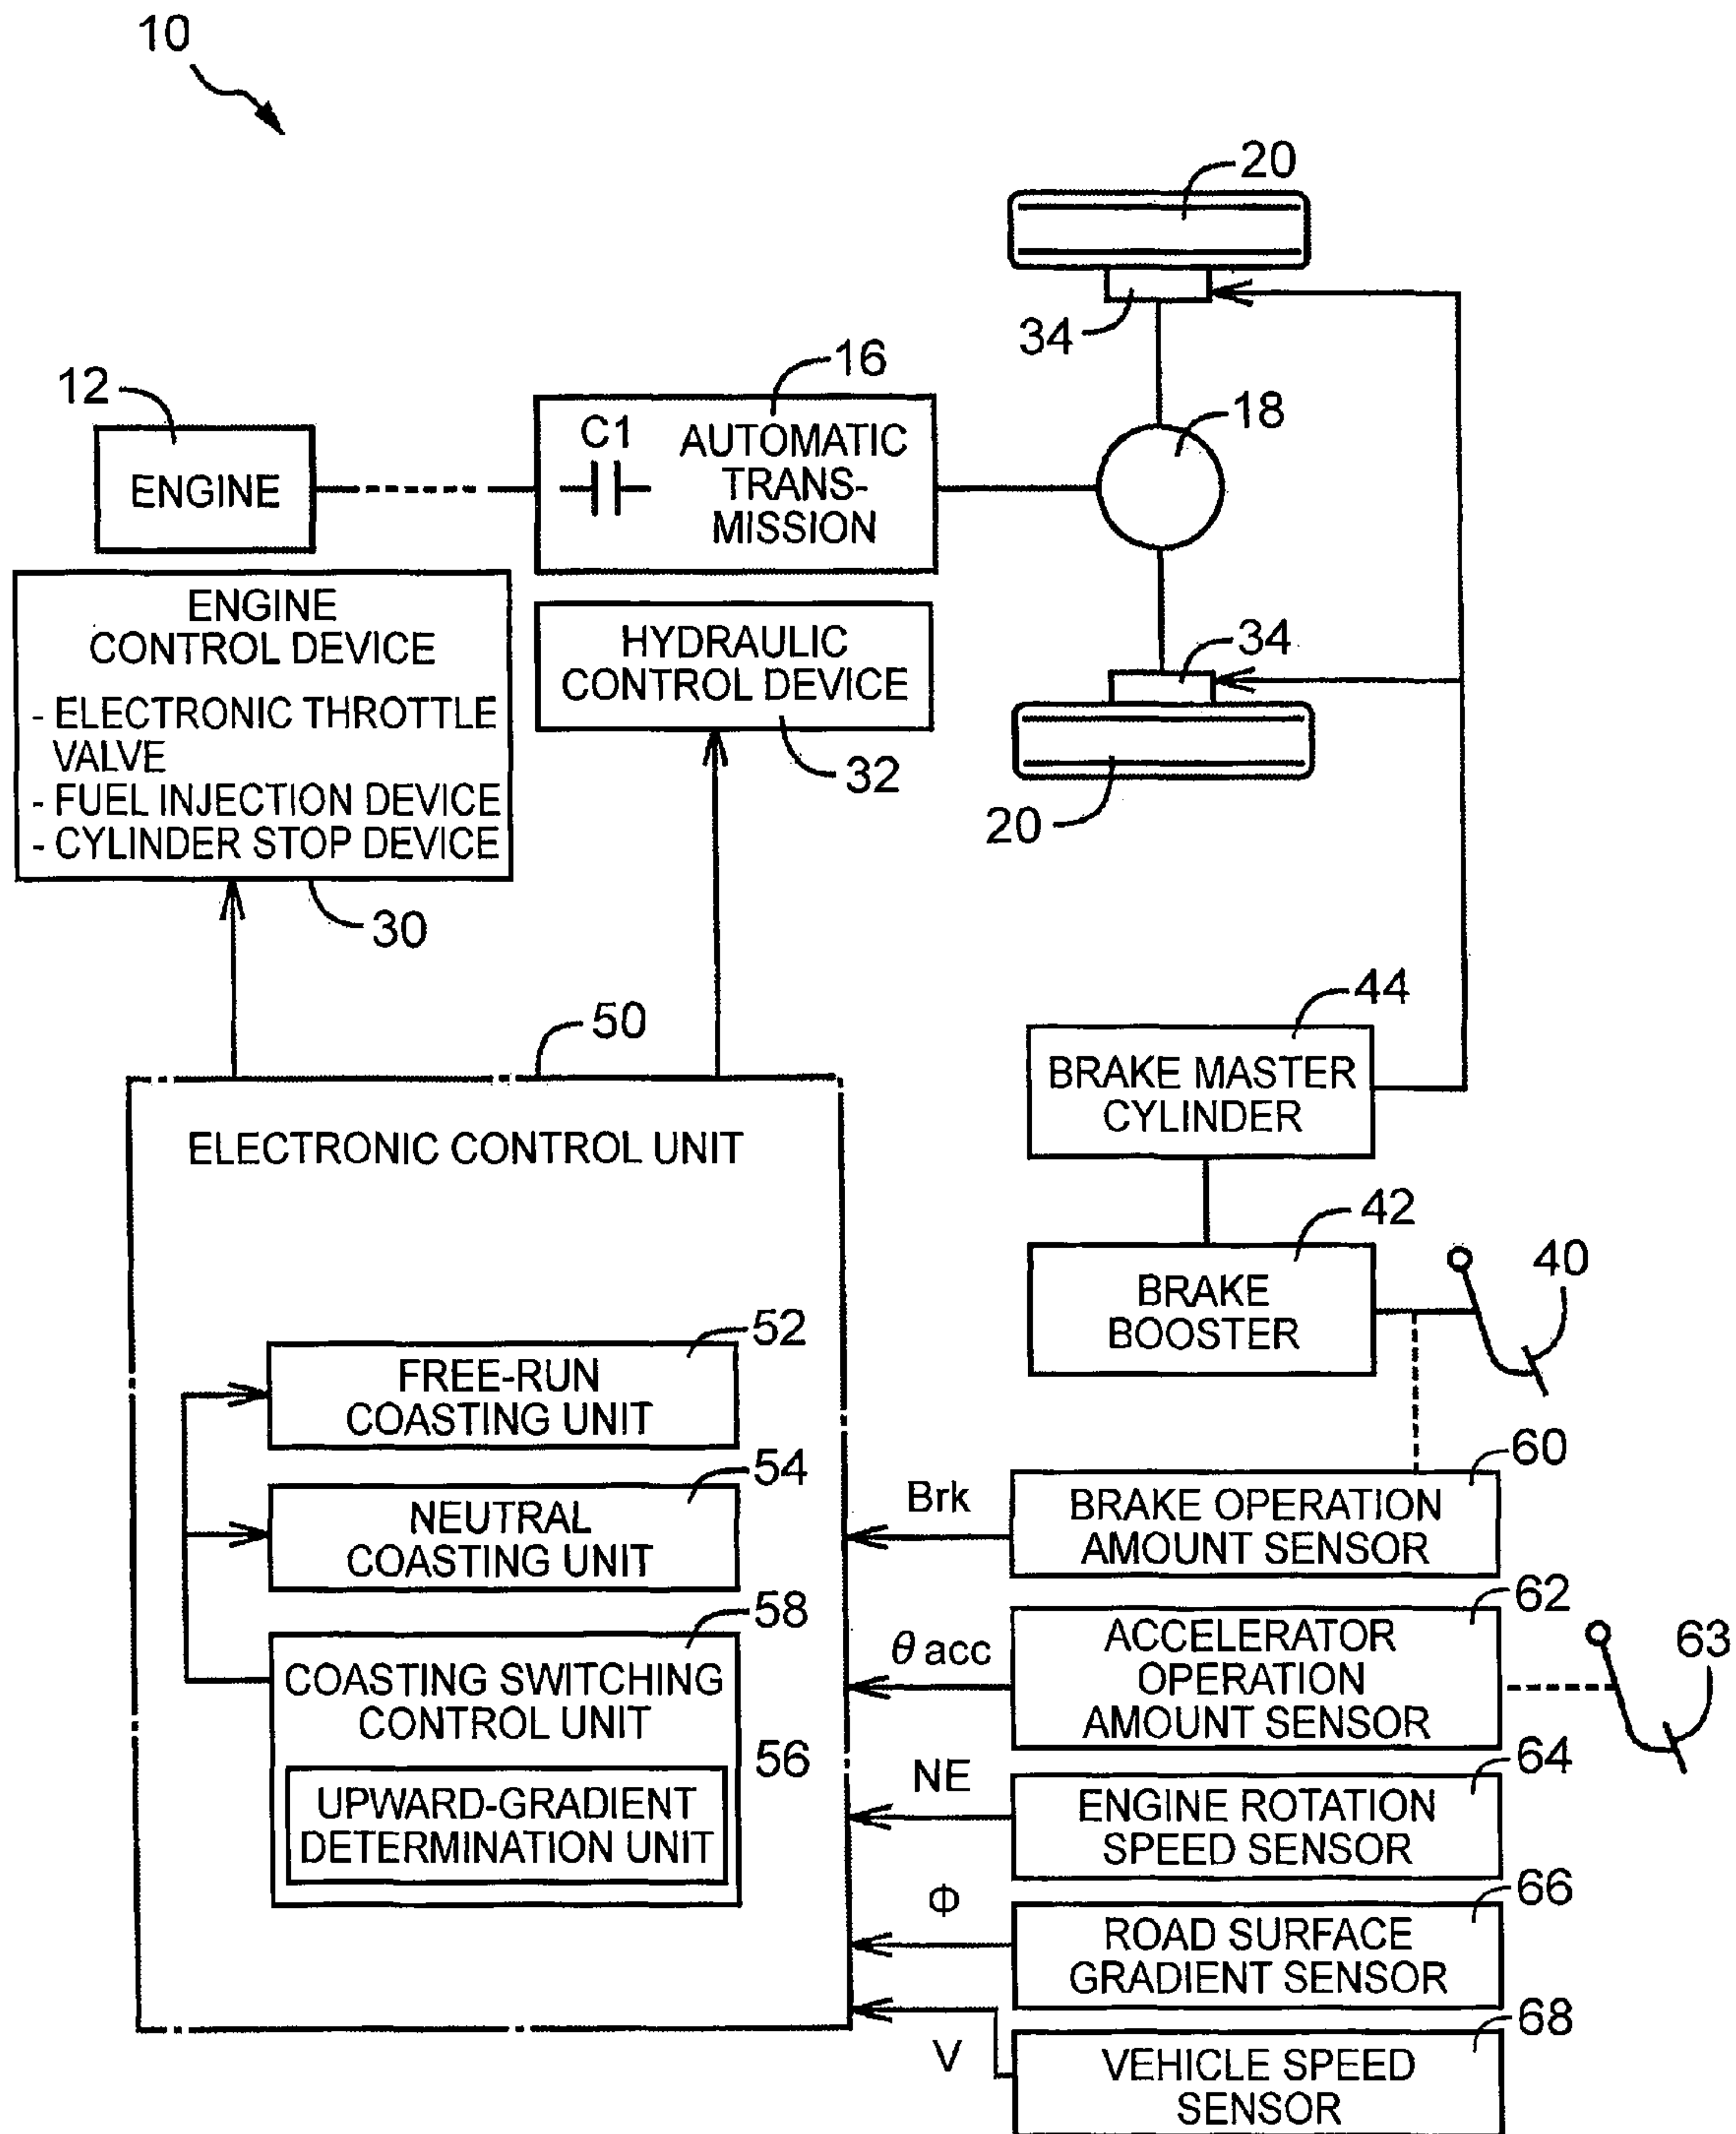 10
20
34
16
12
C1
AUTOMATIC
TRANS-
MISSION
18
ENGINE
ENGINE
CONTROL DEVICE
- ELECTRONIC THROTTLE
VALVE
- FUEL INJECTION DEVICE
- CYLINDER STOP DEVICE
30
HYDRAULIC
CONTROL DEVICE
32
34
20
44
BRAKE MASTER
CYLINDER
42
BRAKE
BOOSTER
40
50
ELECTRONIC CONTROL UNIT
52
FREE-RUN
COASTING UNIT
54
NEUTRAL
COASTING UNIT
58
COASTING SWITCHING
CONTROL UNIT
56
UPWARD-GRADIENT
DETERMINATION UNIT
60
Brk
BRAKE OPERATION
AMOUNT SENSOR
62
θ acc
ACCELERATOR
OPERATION
AMOUNT SENSOR
63
64
NE
ENGINE ROTATION
SPEED SENSOR
66
Φ
ROAD SURFACE
GRADIENT SENSOR
68
V
VEHICLE SPEED
SENSOR